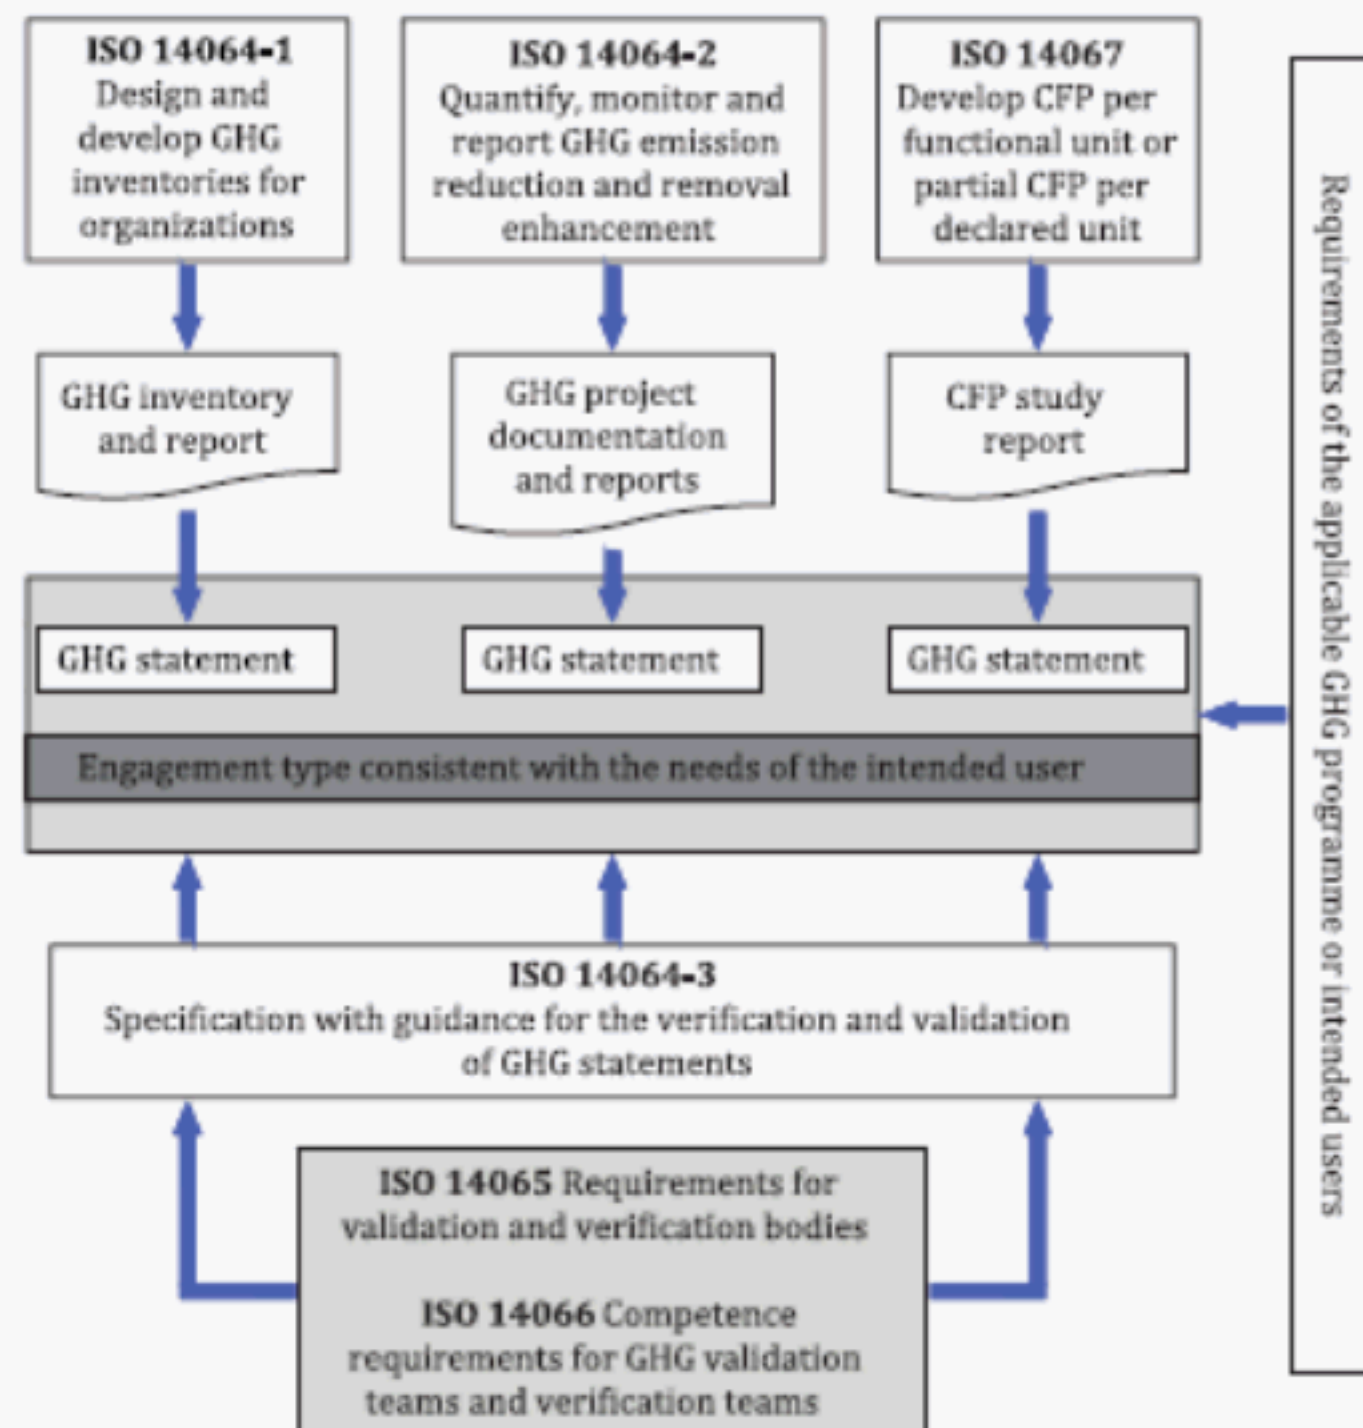 ISO 14064-1
Design and
develop GHG
inventories for
organizations
ISO 14064-2
Quantify, monitor and
report GHG emission
reduction and removal
enhancement
ISO 14067
Develop CFP per
functional unit or
partial CFP per
declared unit
GHG inventory
and report
GHG project
documentation
and reports
CFP study
report
GHG statement
GHG statement
GHG statement
Engagement type consistent with the needs of the intended user
ISO 14064-3
Specification with guidance for the verification and validation
of GHG statements
ISO 14065 Requirements for
validation and verification bodies
ISO 14066 Competence
requirements for GHG validation
teams and verification teams
Requirements of the applicable GHG programme or intended users